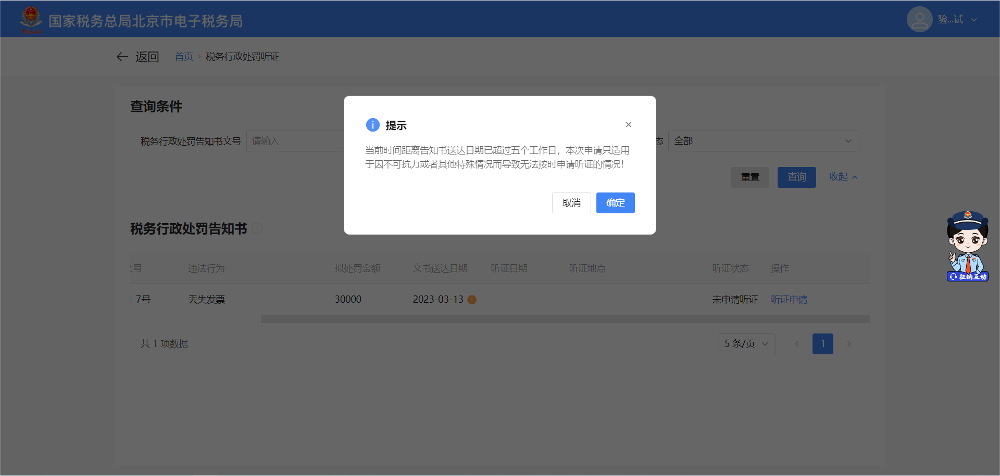 国家税务总局北京市电子税务局
验...试
返回
首页 > 税务行政处罚听证
查询条件
税务行政处罚告知书文号
请输入
态
全部
重置
查询
收起
提示
当前时间距离告知书送达日期已超过五个工作日，本次申请只适用
于因不可抗力或者其他特殊情况而导致无法按时申请听证的情况！
取消
确定
税务行政处罚告知书
号 违法行为 拟处罚金额 文书送达日期 听证日期 听证地点 听证状态 操作
7号 丢失发票 30000 2023-03-13 未申请听证 听证申请
共 1 项数据
5 条/页
1
征纳互动